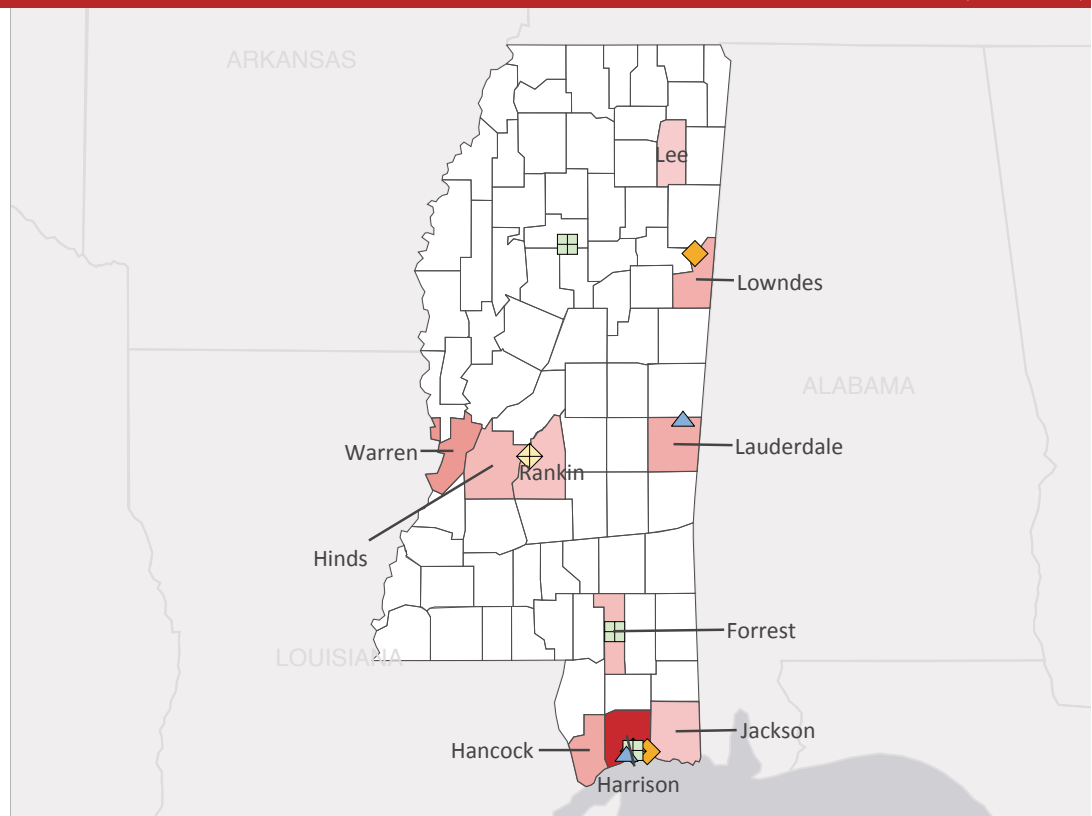 ARKANSAS
Lee
Lowndes
ALABAMA
Warren
Lauderdale
Rankin
Hinds
Forrest
LOUISIANA
Jackson
Hancock
Harrison